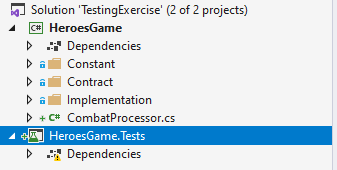 Solution 'TestingExercise' (2 of 2 projects)
C# HeroesGame
Dependencies
Constant
Contract
Implementation
+ C# CombatProcessor.cs
+ HeroesGame.Tests
Dependencies